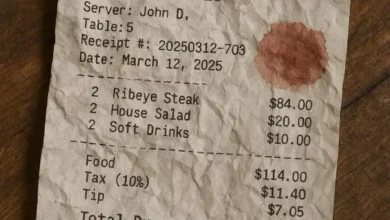 Server: John D.
Table: 5
Receipt #: 20250312-703
Date: March 12, 2025
2 Ribeye Steak $84.00
2 House Salad $20.00
2 Soft Drinks $10.00
Food $114.00
Tax (10%) $11.40
Tip $7.05
Total